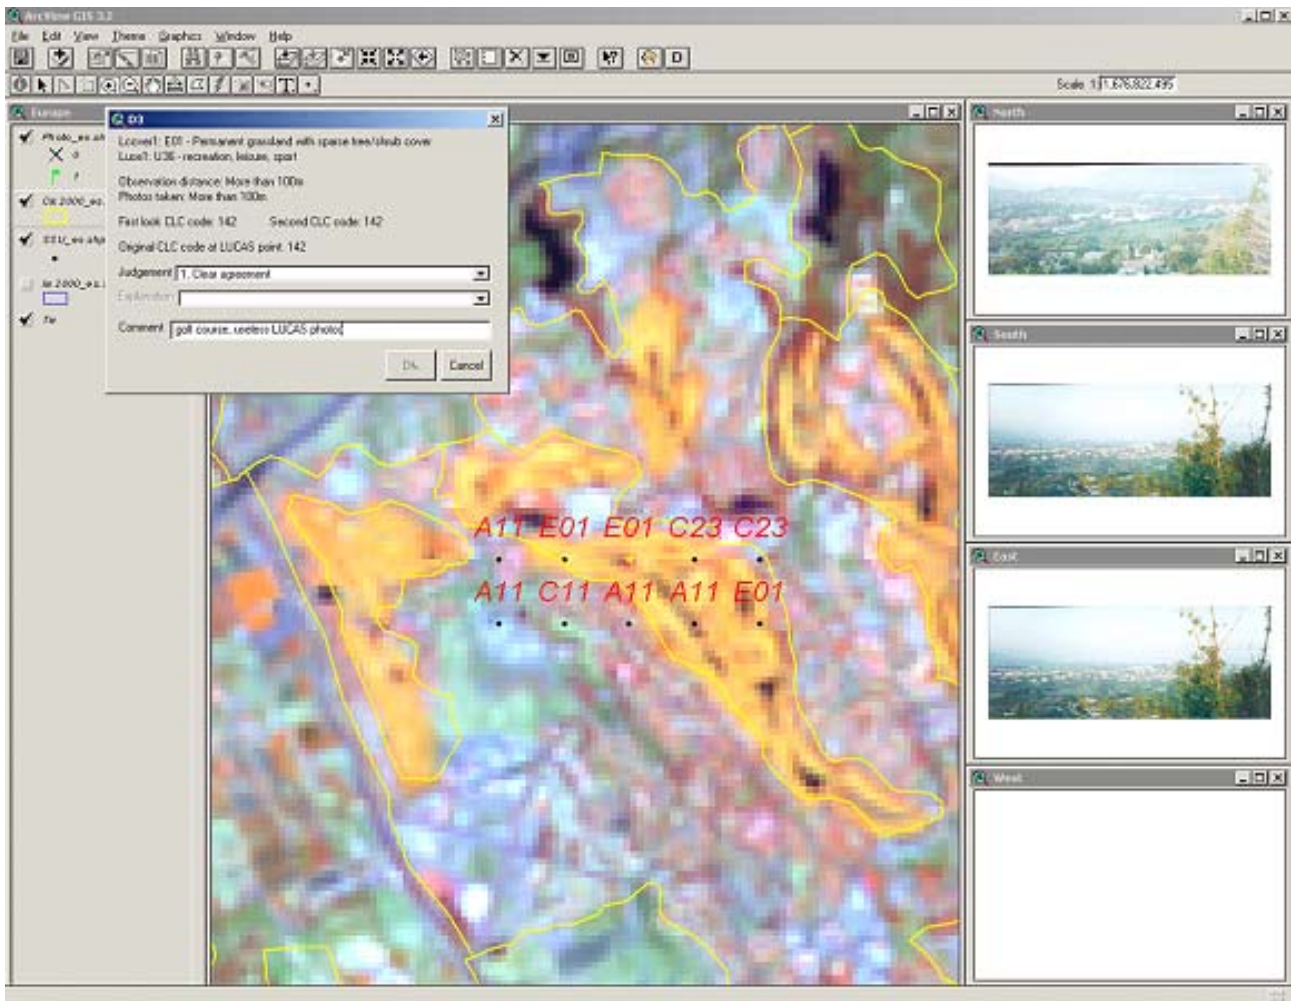 ArcView GIS 3.2
File Edit View Theme Graphics Window Help
Scale 1:
Europe
D3
Lcover1: E01 - Permanent grassland with sparse tree/shrub cover
Luse1: U36 - recreation, leisure, sport
Observation distance: More than 100m
Photos taken: More than 100m
First look CLC code: 142 Second CLC code: 142
Original CLC code at LUCAS point: 142
Judgement 1. Clear agreement
Explanation
Comment golf course, useless LUCAS photos
Ok Cancel
A11 E01 E01 C23 C23
A11 C11 A11 A11 E01
North
South
East
West